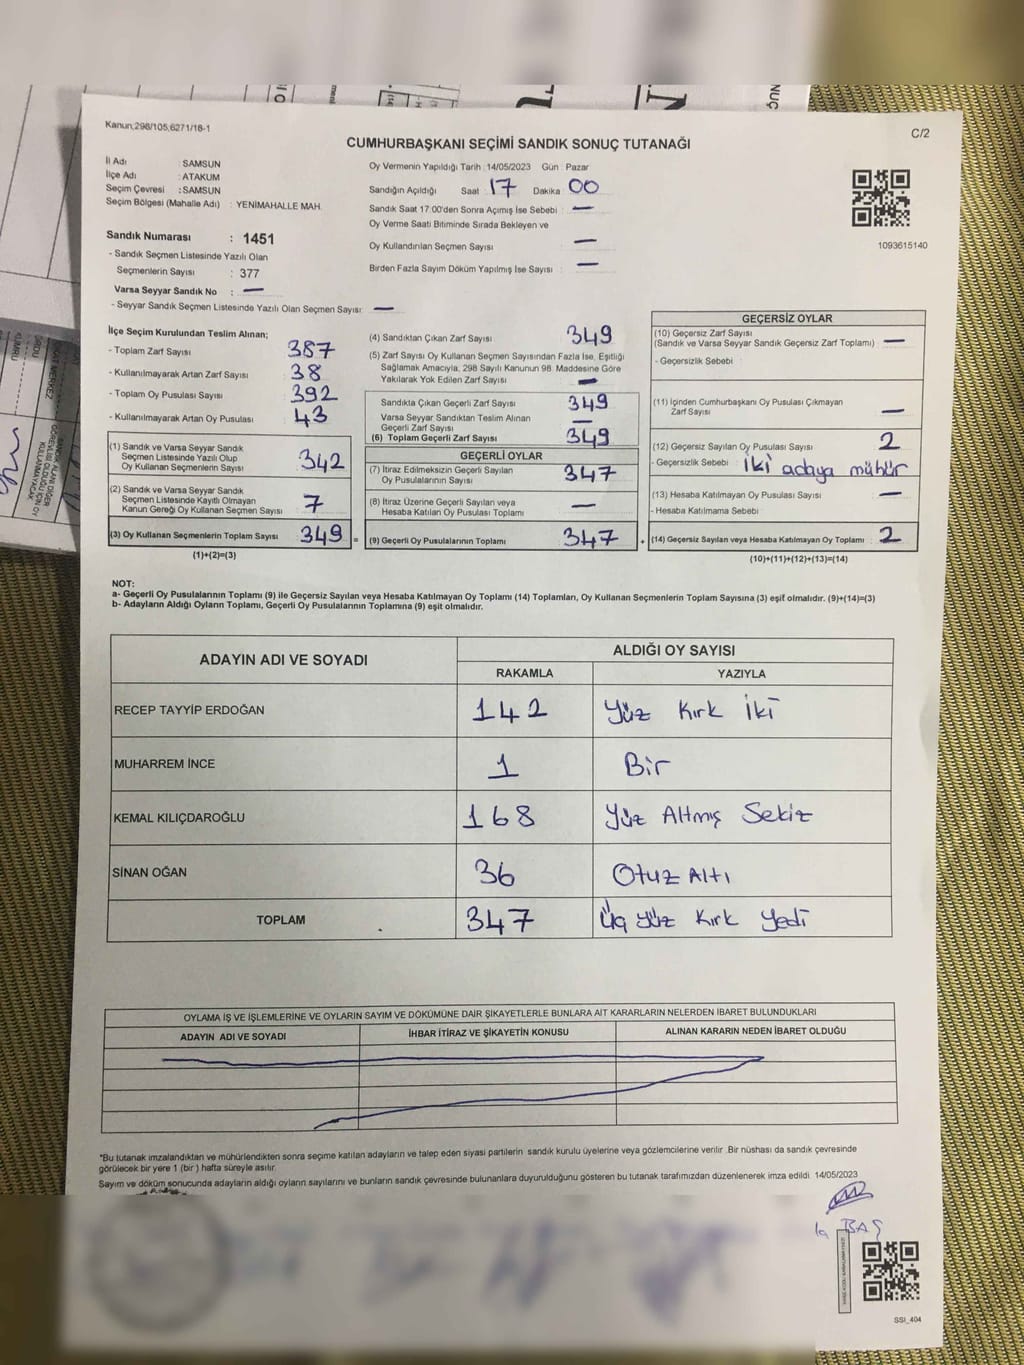 Kanun;298/105,6271/18-1
C/2
CUMHURBAŞKANI SEÇİMİ SANDIK SONUÇ TUTANAĞI
İl Adı : SAMSUN
İlçe Adı : ATAKUM
Seçim Çevresi : SAMSUN
Seçim Bölgesi (Mahalle Adı) : YENİMAHALLE MAH.
Sandık Numarası : 1451
- Sandık Seçmen Listesinde Yazılı Olan
Seçmenlerin Sayısı : 377
Varsa Seyyar Sandık No : —
- Seyyar Sandık Seçmen Listesinde Yazılı Olan Seçmen Sayısı: —
Oy Vermenin Yapıldığı Tarih : 14/05/2023 Gün : Pazar
Sandığın Açıldığı Saat : 17 Dakika 00
Sandık Saat 17:00'den Sonra Açımış İse Sebebi : —
Oy Verme Saati Bitiminde Sırada Bekleyen ve
Oy Kullandırılan Seçmen Sayısı : —
Birden Fazla Sayım Döküm Yapılmış İse Sayısı : —
1093615140
İlçe Seçim Kurulundan Teslim Alınan;
- Toplam Zarf Sayısı : 387
- Kullanılmayarak Artan Zarf Sayısı : 38
- Toplam Oy Pusulası Sayısı : 392
- Kullanılmayarak Artan Oy Pusulası : 43
(1) Sandık ve Varsa Seyyar Sandık
Seçmen Listesinde Yazılı Olup
Oy Kullanan Seçmenlerin Sayısı : 342
(2) Sandık ve Varsa Seyyar Sandık
Seçmen Listesinde Kayıtlı Olmayan
Kanun Gereği Oy Kullanan Seçmen Sayısı : 7
(3) Oy Kullanan Seçmenlerin Toplam Sayısı : 349 =
(1)+(2)=(3)
(4) Sandıktan Çıkan Zarf Sayısı : 349
(5) Zarf Sayısı Oy Kullanan Seçmen Sayısından Fazla İse, Eşitliği
Sağlamak Amacıyla, 298 Sayılı Kanunun 98. Maddesine Göre
Yakılarak Yok Edilen Zarf Sayısı : —
Sandıkta Çıkan Geçerli Zarf Sayısı : 349
Varsa Seyyar Sandıktan Teslim Alınan
Geçerli Zarf Sayısı : —
(6) Toplam Geçerli Zarf Sayısı : 349
GEÇERLİ OYLAR
(7) İtiraz Edilmeksizin Geçerli Sayılan
Oy Pusulalarının Sayısı : 347
(8) İtiraz Üzerine Geçerli Sayılan veya
Hesaba Katılan Oy Pusulası Toplamı : —
(9) Geçerli Oy Pusulalarının Toplamı : 347 +
GEÇERSİZ OYLAR
(10) Geçersiz Zarf Sayısı
(Sandık ve Varsa Seyyar Sandık Geçersiz Zarf Toplamı) : —
- Geçersizlik Sebebi :
(11) İçinden Cumhurbaşkanı Oy Pusulası Çıkmayan
Zarf Sayısı : —
(12) Geçersiz Sayılan Oy Pusulası Sayısı : 2
- Geçersizlik Sebebi : İki adaya mühür
(13) Hesaba Katılmayan Oy Pusulası Sayısı : —
- Hesaba Katılmama Sebebi :
(14) Geçersiz Sayılan veya Hesaba Katılmayan Oy Toplamı : 2
(10)+(11)+(12)+(13)=(14)
NOT:
a- Geçerli Oy Pusulalarının Toplamı (9) ile Geçersiz Sayılan veya Hesaba Katılmayan Oy Toplamı (14) Toplamları, Oy Kullanan Seçmenlerin Toplam Sayısına (3) eşit olmalıdır. (9)+(14)=(3)
b- Adayların Aldığı Oyların Toplamı, Geçerli Oy Pusulalarının Toplamına (9) eşit olmalıdır.
ADAYIN ADI VE SOYADI
ALDIĞI OY SAYISI
RAKAMLA YAZIYLA
RECEP TAYYİP ERDOĞAN 142 Yüz Kırk İki
MUHARREM İNCE 1 Bir
KEMAL KILIÇDAROĞLU 168 Yüz Altmış Sekiz
SİNAN OĞAN 36 Otuz Altı
TOPLAM 347 Üç Yüz Kırk Yedi
OYLAMA İŞ VE İŞLEMLERİNE VE OYLARIN SAYIM VE DÖKÜMÜNE DAİR ŞİKAYETLERLE BUNLARA AİT KARARLARIN NELERDEN İBARET BULUNDUKLARI
ADAYIN ADI VE SOYADI İHBAR İTİRAZ VE ŞİKAYETİN KONUSU ALINAN KARARIN NEDEN İBARET OLDUĞU
*Bu tutanak imzalandıktan ve mühürlendikten sonra seçime katılan adayların ve talep eden siyasi partilerin sandık kurulu üyelerine veya gözlemcilerine verilir. Bir nüshası da sandık çevresinde
görülecek bir yere 1 (bir ) hafta süreyle asılır.
Sayım ve döküm sonucunda adayların aldığı oyların sayılarını ve bunların sandık çevresinde bulunanlara duyurulduğunu gösteren bu tutanak tarafımızdan düzenlenerek imza edildi. 14/05/2023
BAŞ
SSI_404